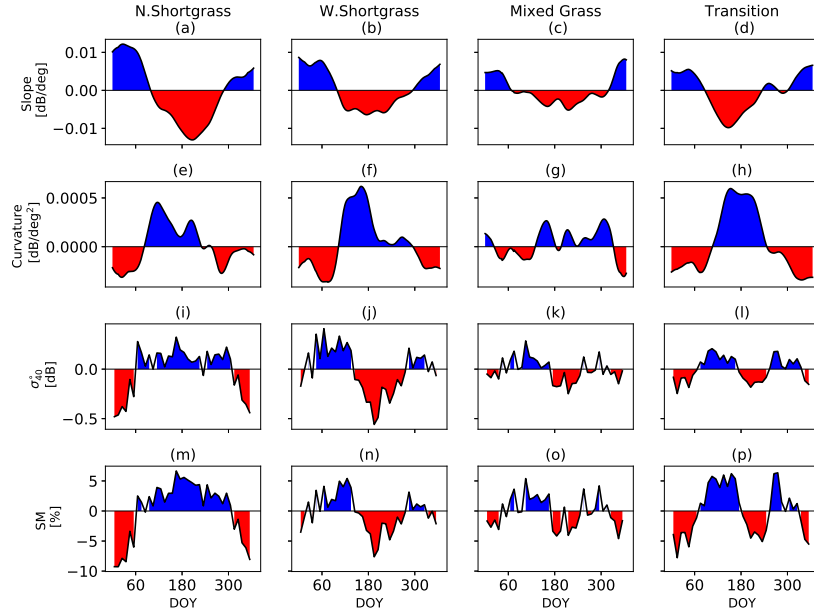 N.Shortgrass W.Shortgrass Mixed Grass Transition
(a) (b) (c) (d)
Slope
[dB/deg]
0.01
0.00
−0.01
(e) (f) (g) (h)
Curvature
[dB/deg²]
0.0005
0.0000
(i) (j) (k) (l)
σ°40
[dB]
0.0
−0.5
(m) (n) (o) (p)
SM
[%]
5
0
−5
−10
60 180 300 60 180 300 60 180 300 60 180 300
DOY DOY DOY DOY